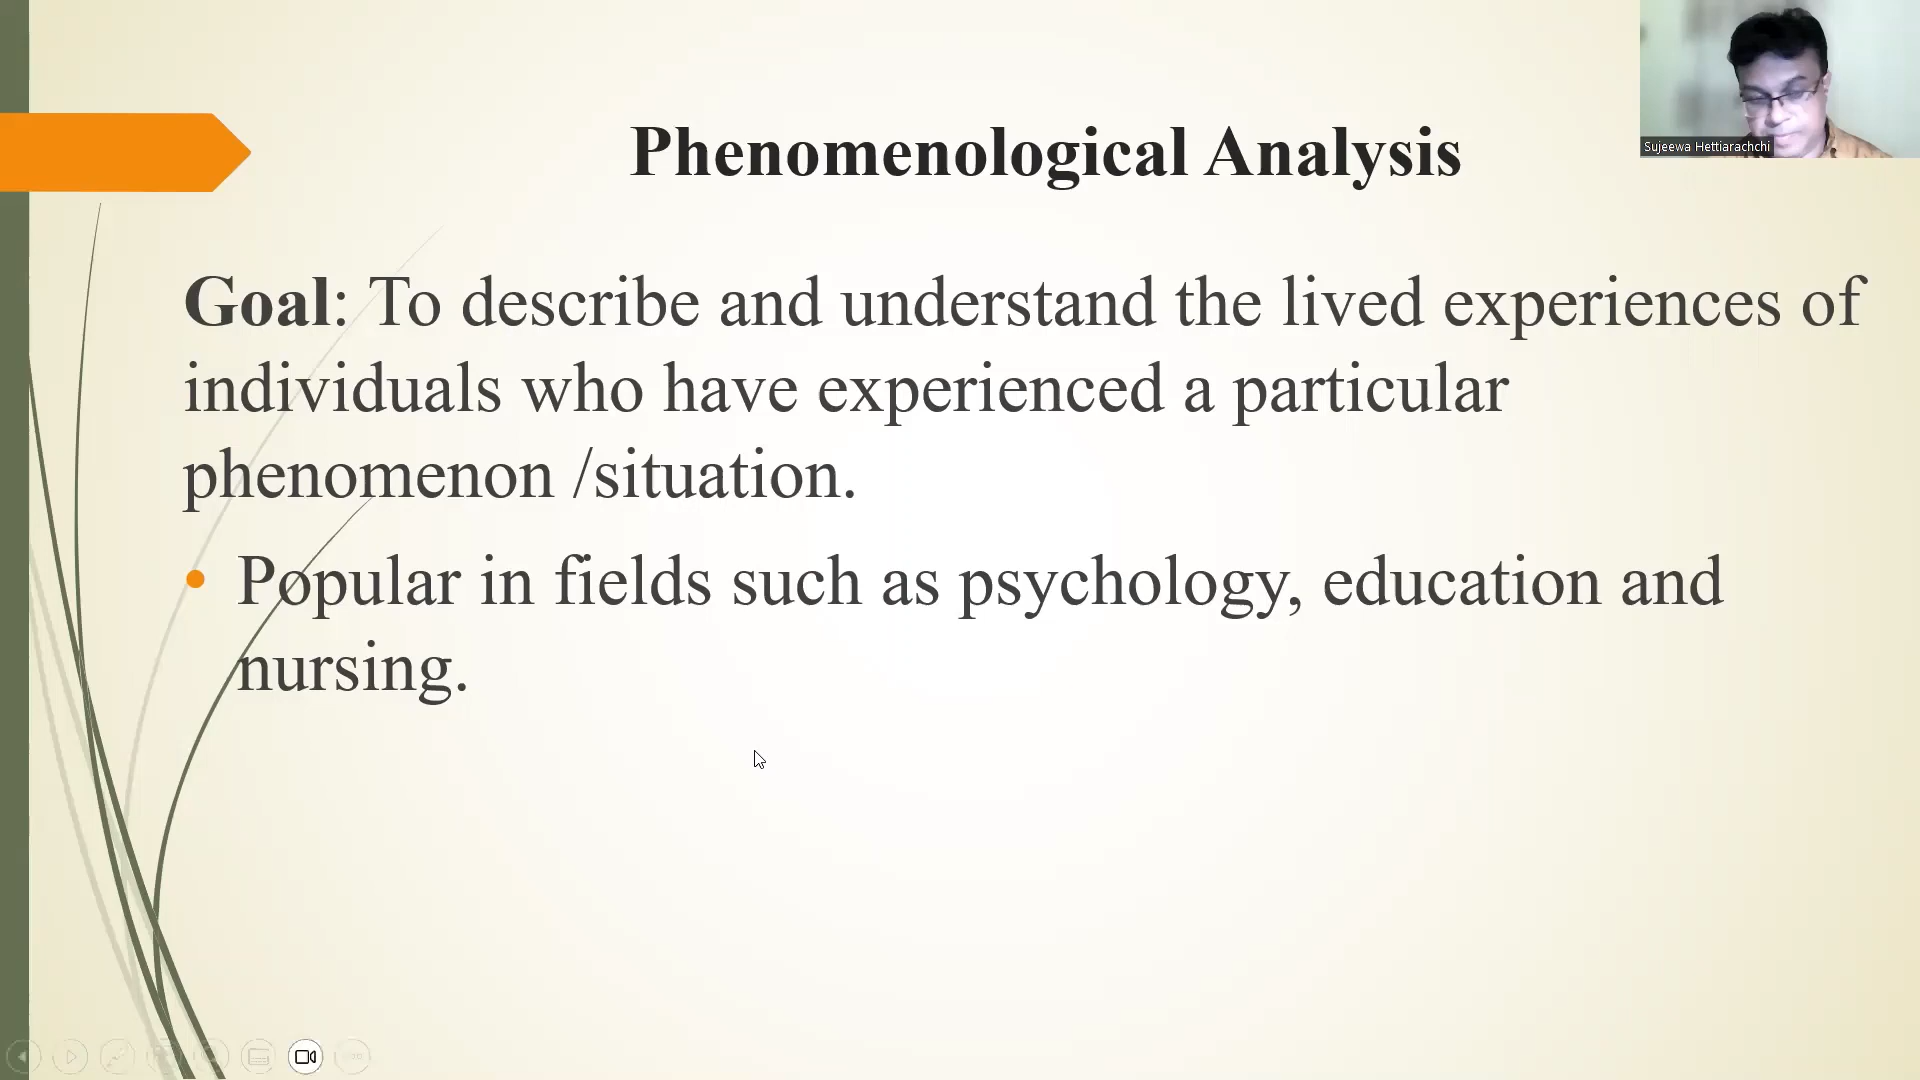 Phenomenological Analysis
Sujeewa Hettiarachchi
Goal: To describe and understand the lived experiences of
individuals who have experienced a particular
phenomenon /situation.
• Popular in fields such as psychology, education and
nursing.